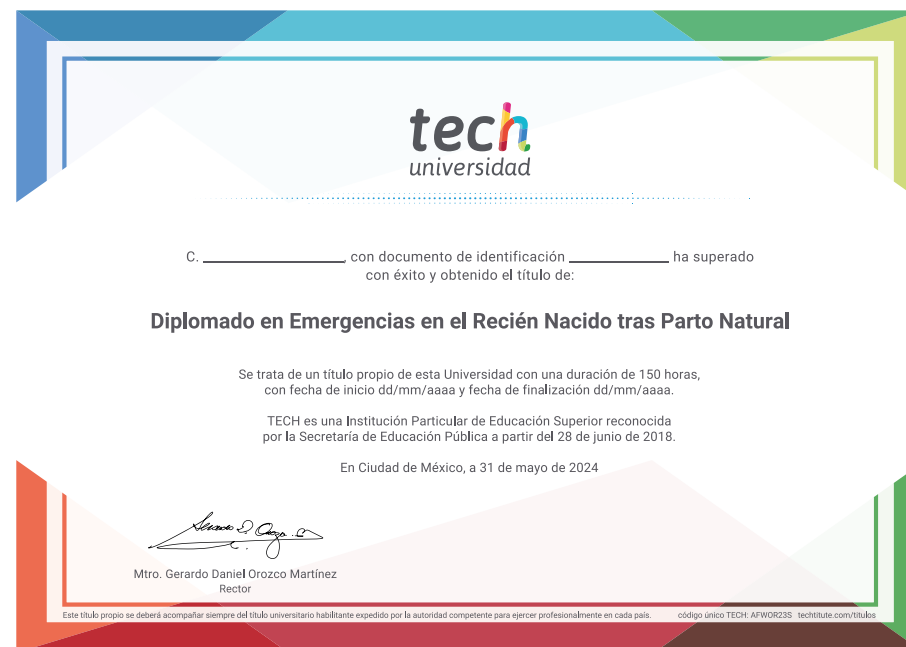 tech
universidad
C. ____________, con documento de identificación ____________ ha superado
con éxito y obtenido el título de:
Diplomado en Emergencias en el Recién Nacido tras Parto Natural
Se trata de un título propio de esta Universidad con una duración de 150 horas,
con fecha de inicio dd/mm/aaaa y fecha de finalización dd/mm/aaaa.
TECH es una Institución Particular de Educación Superior reconocida
por la Secretaría de Educación Pública a partir del 28 de junio de 2018.
En Ciudad de México, a 31 de mayo de 2024
Mtro. Gerardo Daniel Orozco Martínez
Rector
Este título propio se deberá acompañar siempre del título universitario habilitante expedido por la autoridad competente para ejercer profesionalmente en cada país. código único TECH: AFWOR23S techtitute.com/titulos